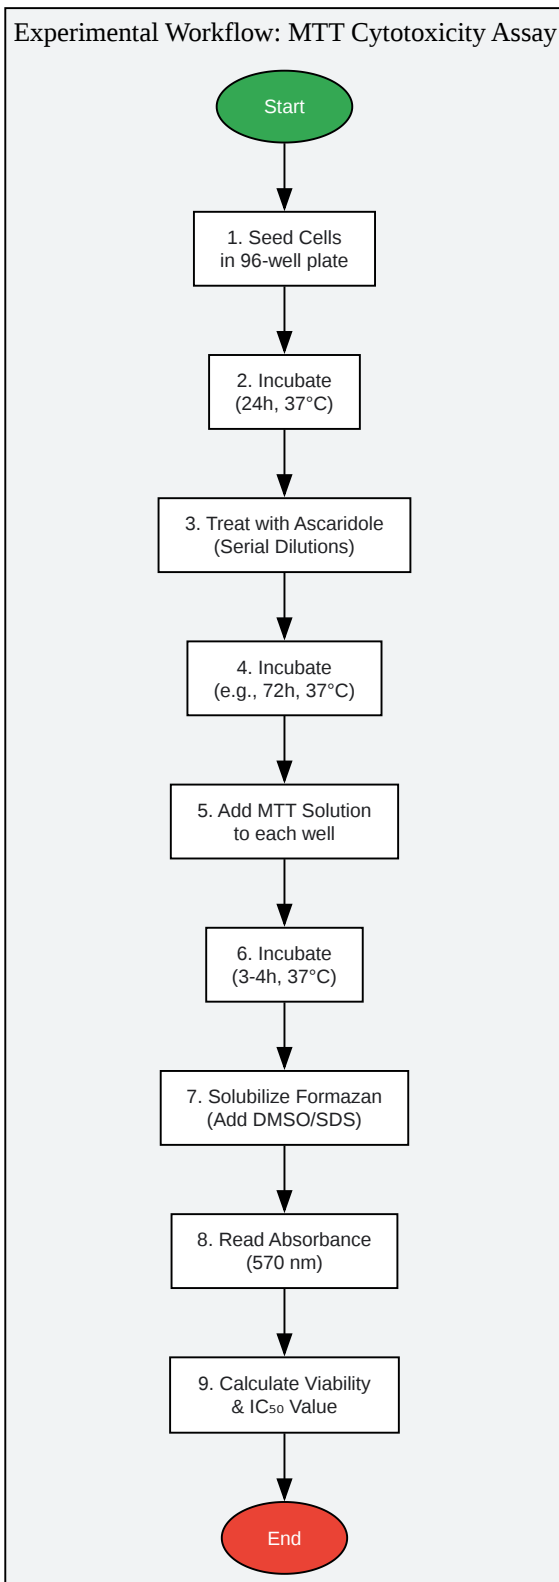 Experimental Workflow: MTT Cytotoxicity Assay
Start
1. Seed Cells
in 96-well plate
2. Incubate
(24h, 37°C)
3. Treat with Ascaridole
(Serial Dilutions)
4. Incubate
(e.g., 72h, 37°C)
5. Add MTT Solution
to each well
6. Incubate
(3-4h, 37°C)
7. Solubilize Formazan
(Add DMSO/SDS)
8. Read Absorbance
(570 nm)
9. Calculate Viability
& IC₅₀ Value
End